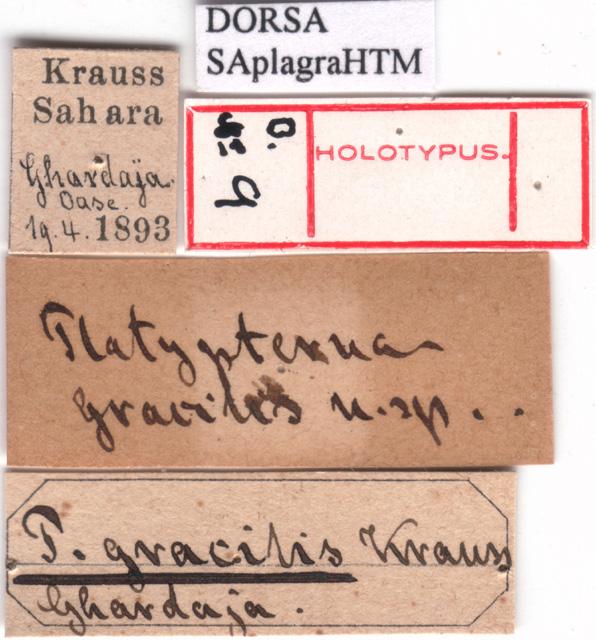 DORSA
SAplagraHTM
Krauss
Sahara
Ghardaja.
Oase.
19.4.1893
HOLOTYPUS.
Platypterna
gracilis n.sp..
P. gracilis Krauss
Ghardaja.